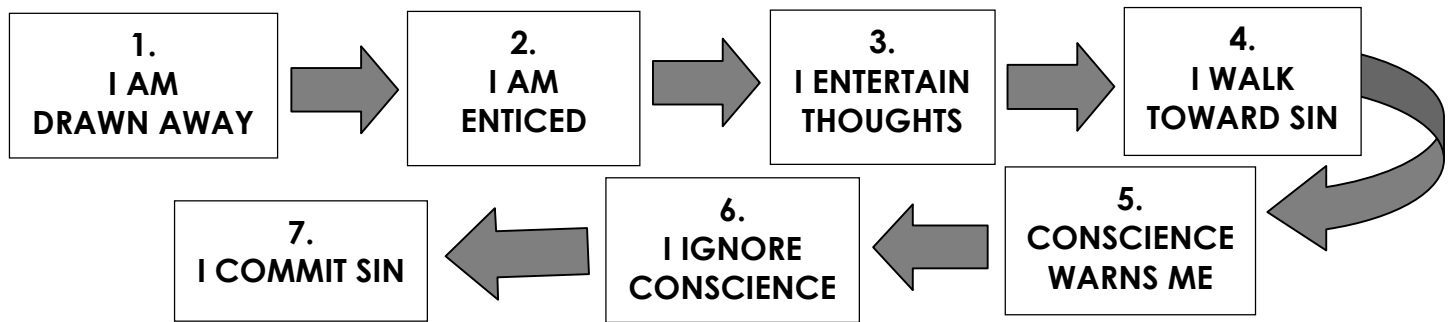 1.
I AM
DRAWN AWAY
2.
I AM
ENTICED
3.
I ENTERTAIN
THOUGHTS
4.
I WALK
TOWARD SIN
5.
CONSCIENCE
WARNS ME
6.
I IGNORE
CONSCIENCE
7.
I COMMIT SIN